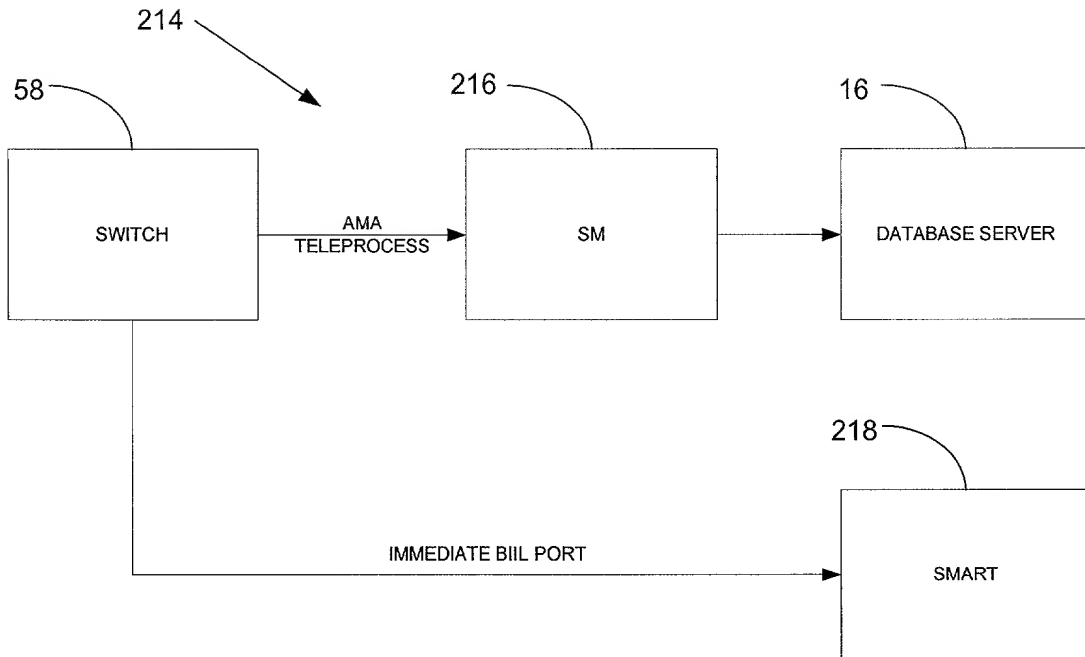 214
58
216
16
SWITCH
AMA
TELEPROCESS
SM
DATABASE SERVER
218
IMMEDIATE BIIL PORT
SMART